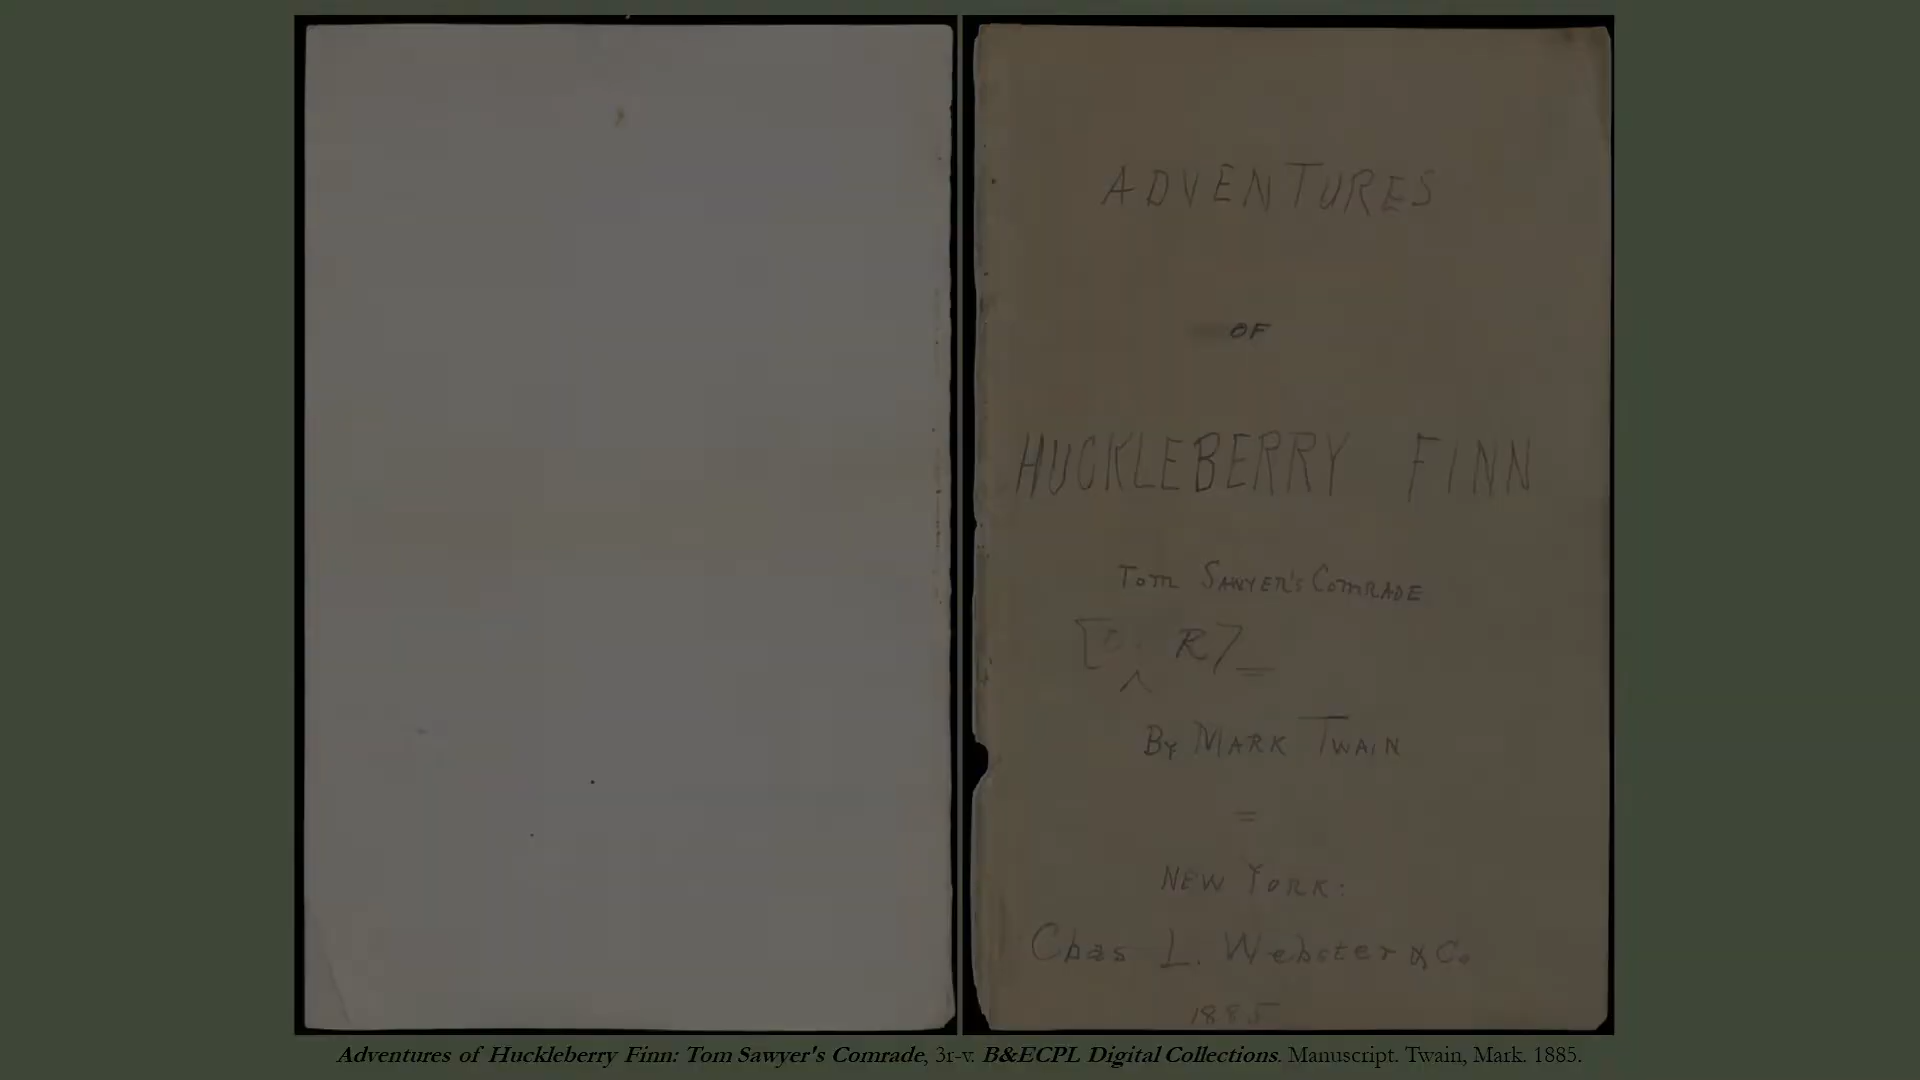 ADVENTURES
OF
HUCKLEBERRY FINN
TOM SAWYER'S COMRADE
R
BY MARK TWAIN
=
NEW YORK:
Chas L. Webster & Co.
1885
Adventures of Huckleberry Finn: Tom Sawyer's Comrade, 3r-v. B&ECPL Digital Collections. Manuscript. Twain, Mark. 1885.